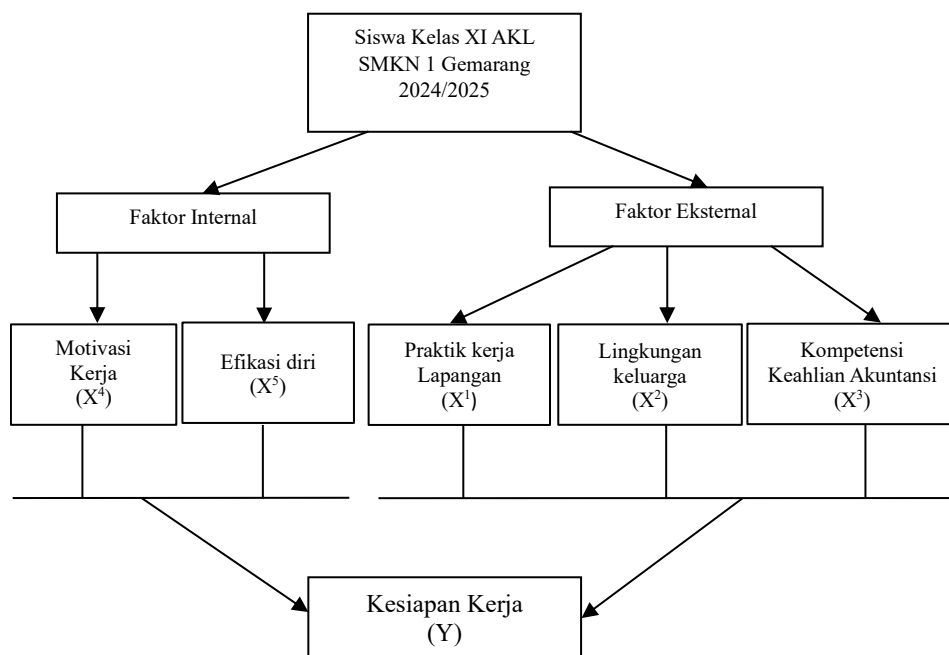 Siswa Kelas XI AKL
SMKN 1 Gemarang
2024/2025
Faktor Internal
Faktor Eksternal
Motivasi
Kerja
(X⁴)
Efikasi diri
(X⁵)
Praktik kerja
Lapangan
(X¹)
Lingkungan
keluarga
(X²)
Kompetensi
Keahlian Akuntansi
(X³)
Kesiapan Kerja
(Y)